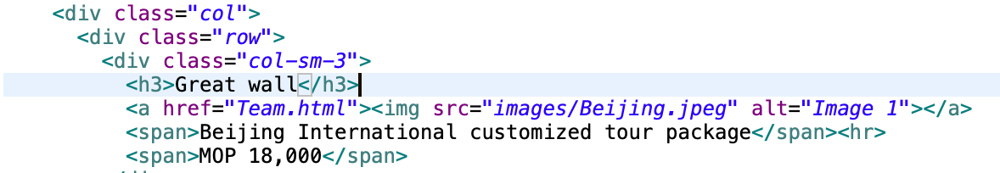 <div class="col">
<div class="row">
<div class="col-sm-3">
<h3>Great wall</h3>
<a href="Team.html"><img src="images/Beijing.jpeg" alt="Image 1"></a>
<span>Beijing International customized tour package</span><hr>
<span>MOP 18,000</span>